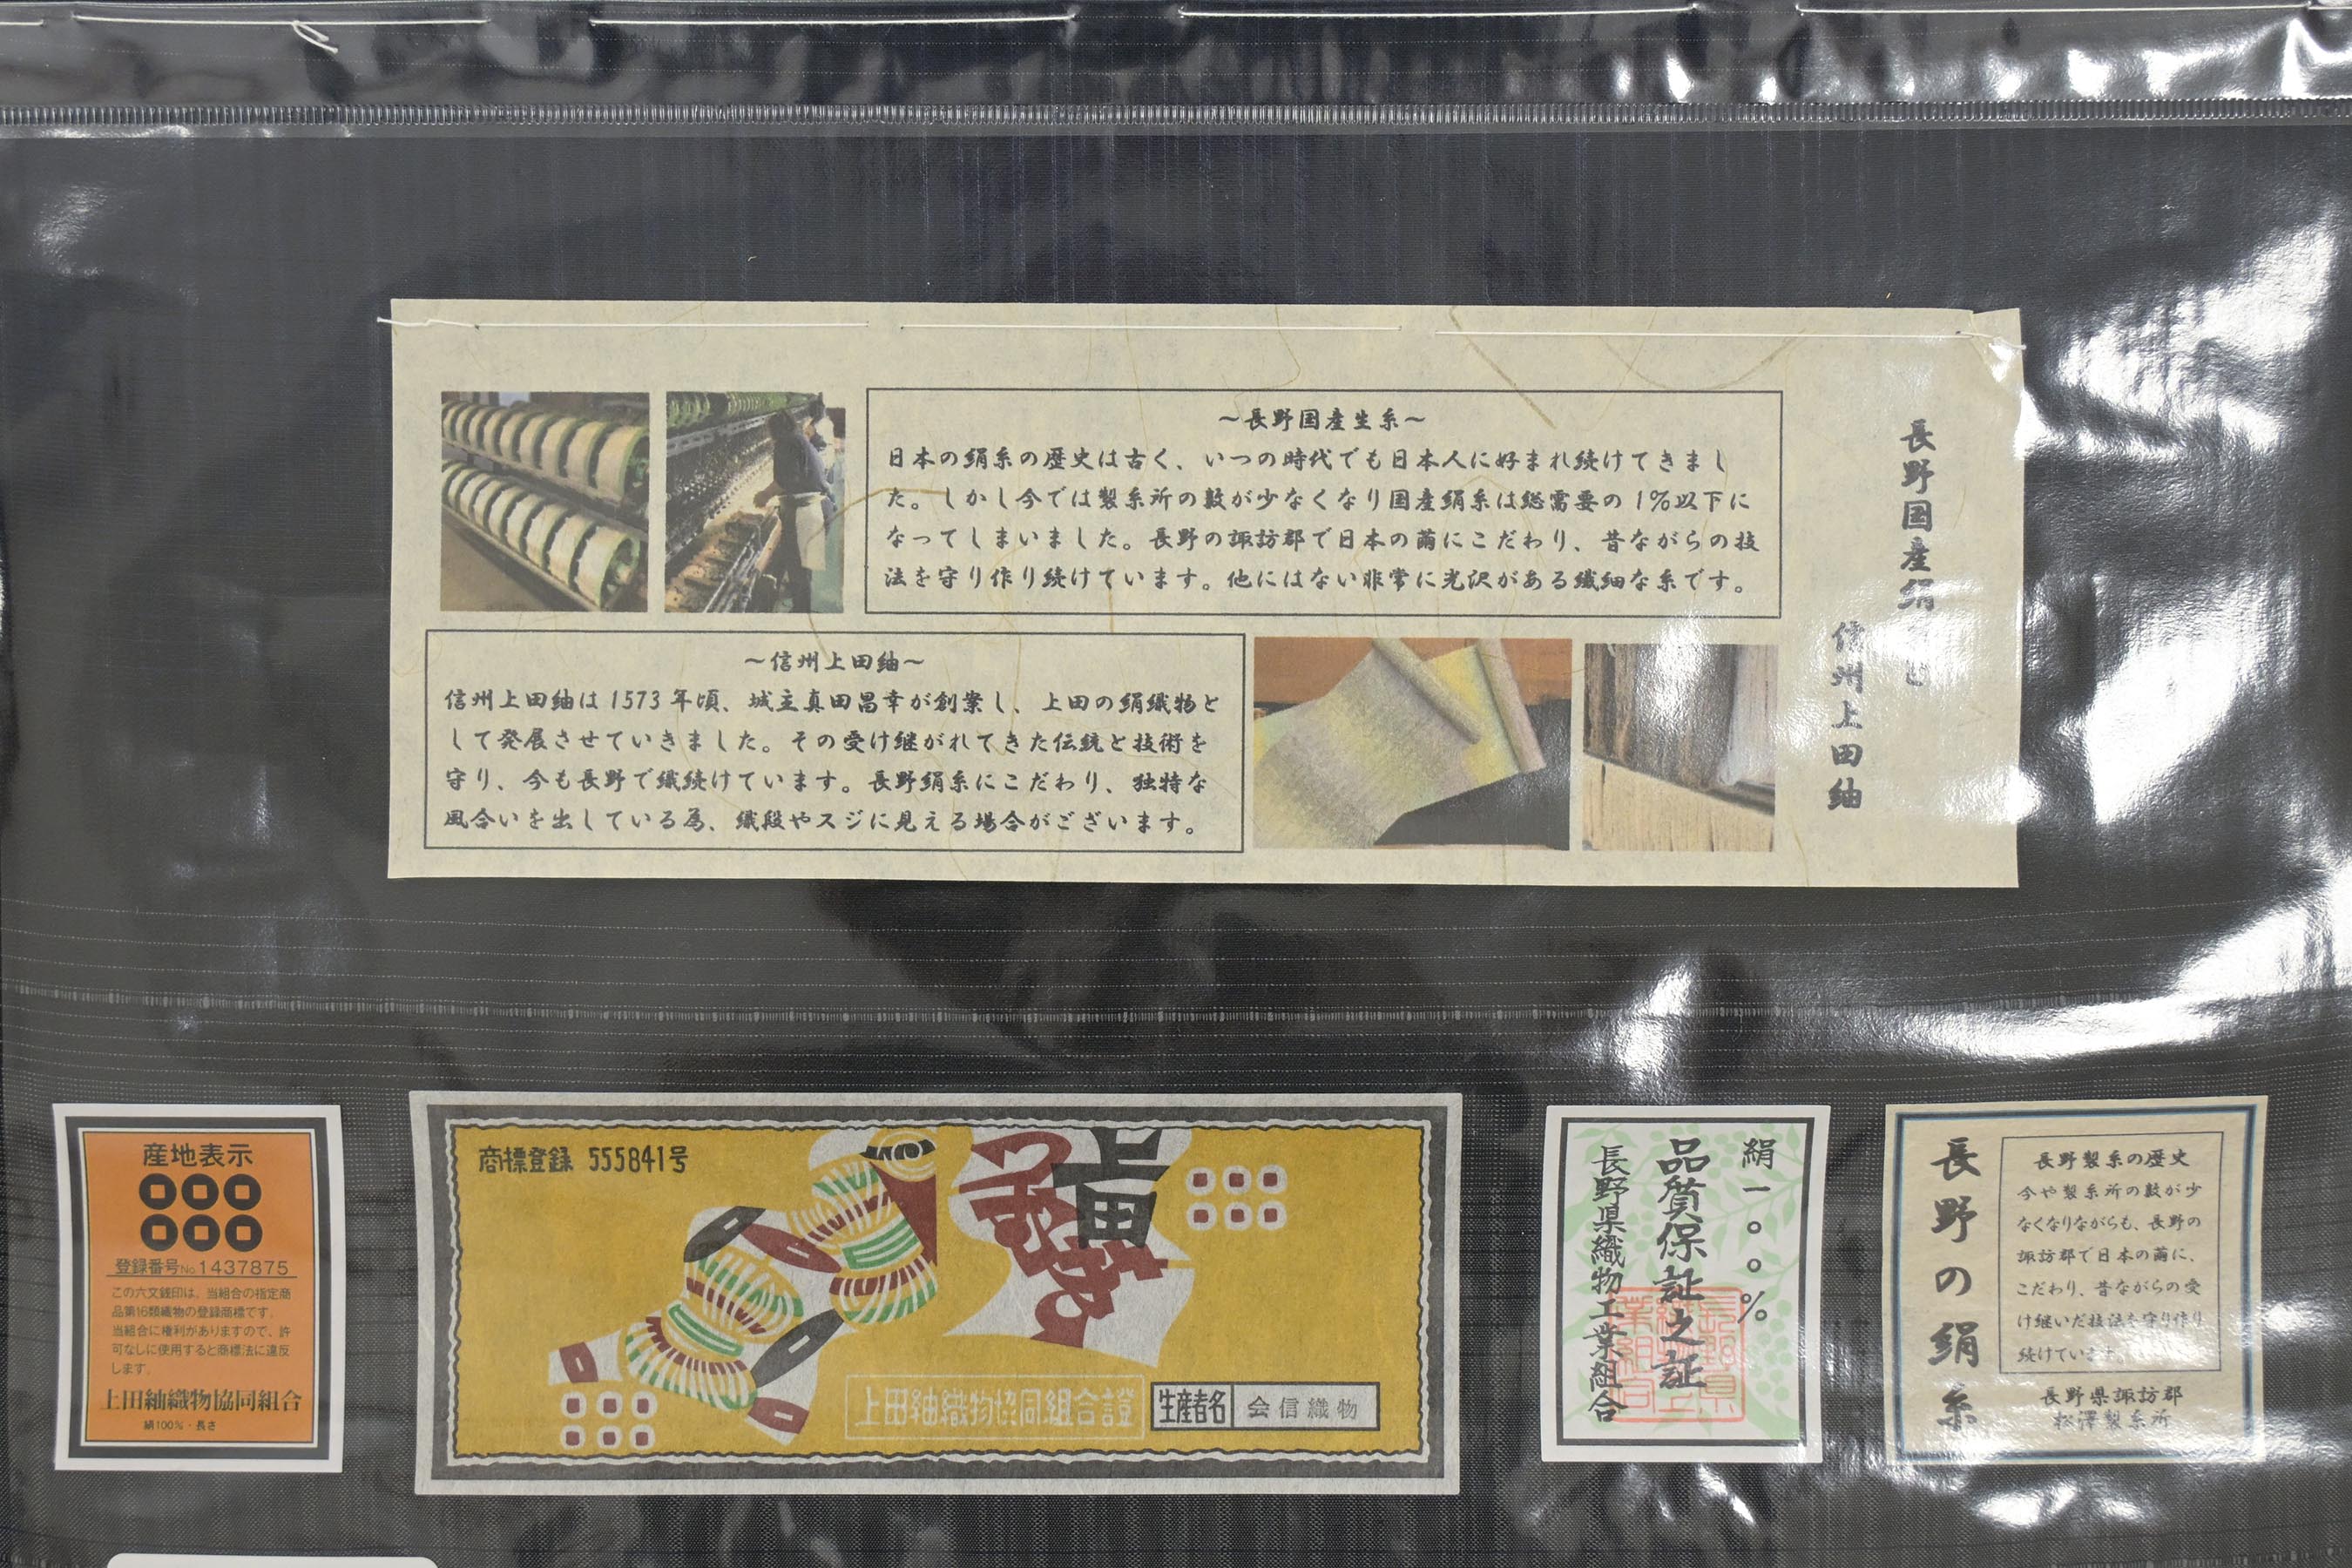 ~長野国産生糸~
日本の絹糸の歴史は古く、いつの時代でも日本人に好まれ続けてきまし
た。しかし今では製糸所の数が少なくなり国産絹糸は総需要の1%以下に
なってしまいました。長野の諏訪郡で日本の繭にこだわり、昔ながらの技
法を守り作り続けています。他にはない非常に光沢がある繊細な糸です。
長野国産絹
信州上田紬
~信州上田紬~
信州上田紬は1573年頃、城主真田昌幸が創業し、上田の絹織物と
して発展させていきました。その受け継がれてきた伝統と技術を
守り、今も長野で織続けています。長野絹糸にこだわり、独特な
風合いを出している為、織段やスジに見える場合がございます。
産地表示
登録番号No.1437875
この六文銭印は、当組合の指定商
品第16類織物の登録商標です。
当組合に権利がありますので、許
可なしに使用すると商標法に違反
します。
上田紬織物協同組合
絹100%・長さ
商標登録 555841号
上田
上田紬織物協同組合證
生産者名 会信織物
絹一〇〇%
品質保証之証
長野県織物工業組合
長野の絹糸
長野製糸の歴史
今や製糸所の数が少
なくなりながらも、長野の
諏訪郡で日本の繭に、
こだわり、昔ながらの受
け継いだ技法を守り作り
続けています。
長野県諏訪郡
松澤製糸所